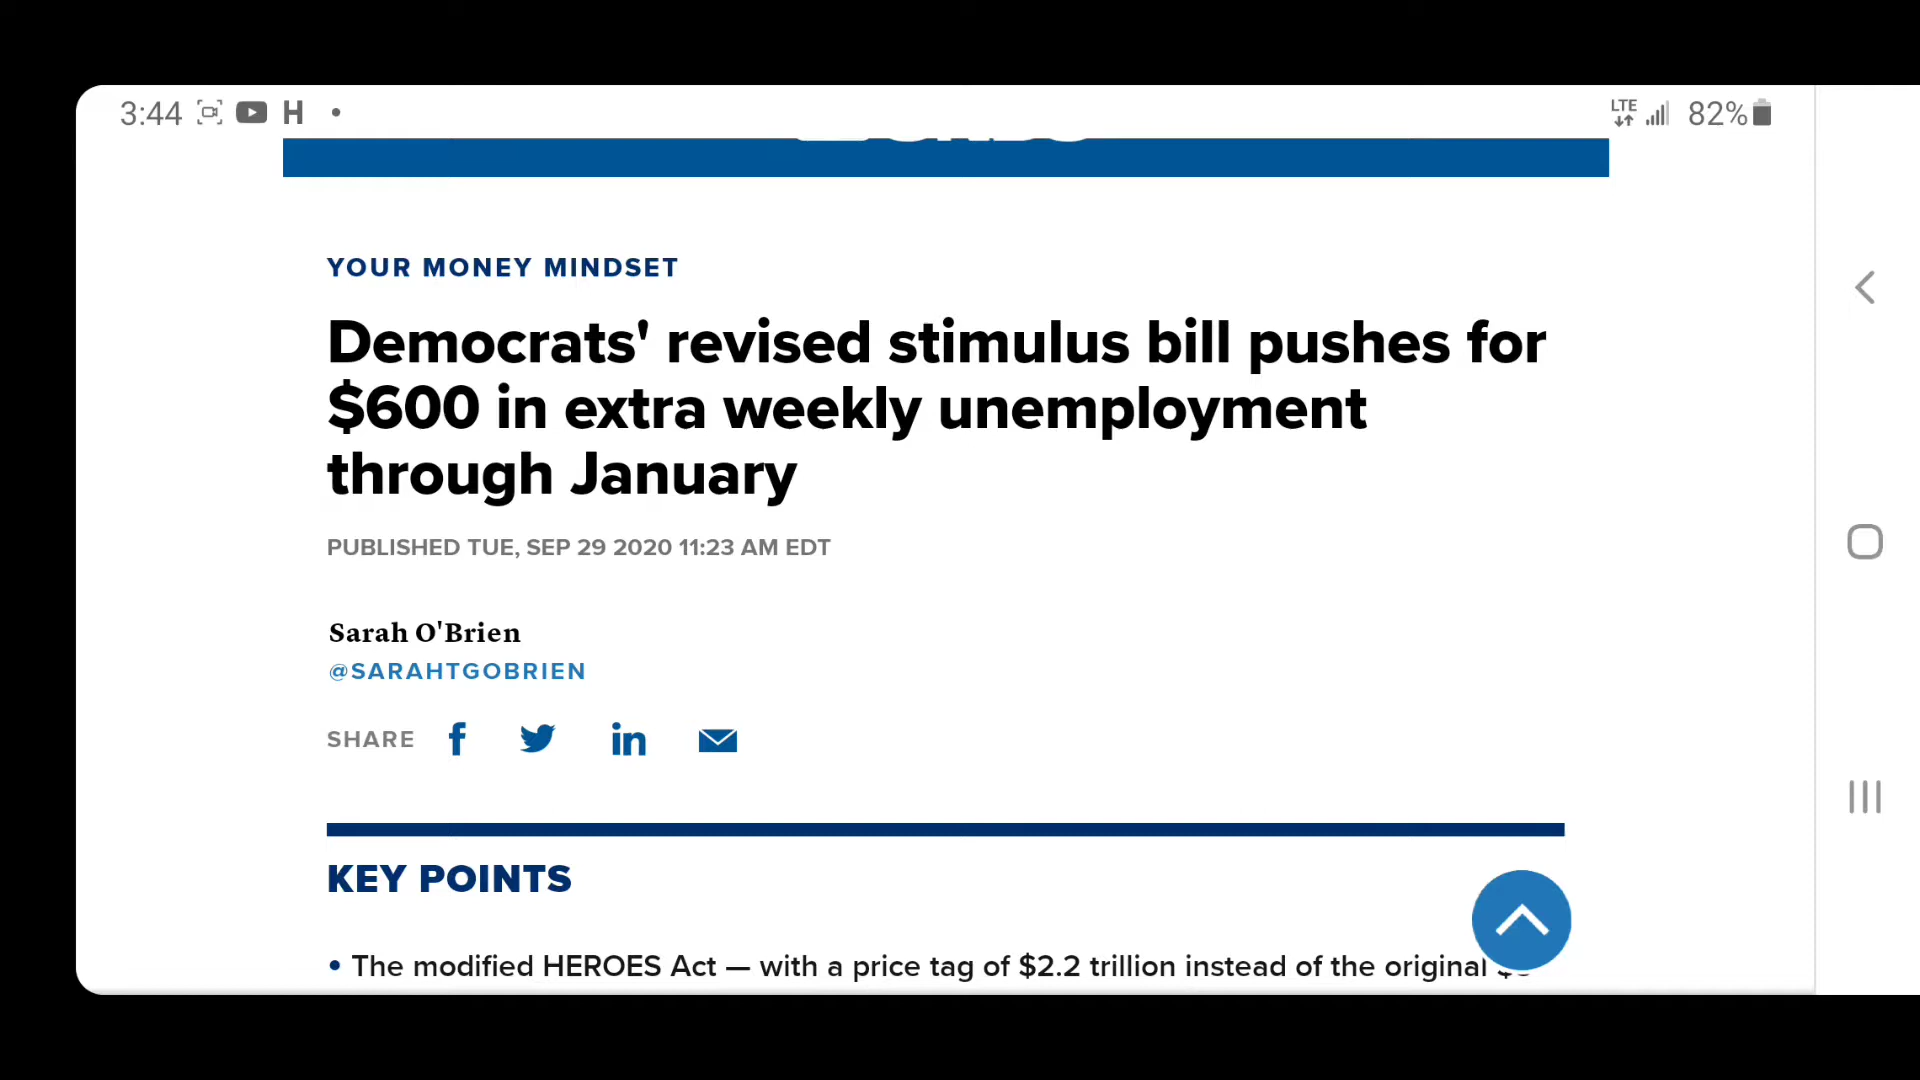 3:44 H LTE 82%
YOUR MONEY MINDSET
Democrats' revised stimulus bill pushes for
$600 in extra weekly unemployment
through January
PUBLISHED TUE, SEP 29 2020 11:23 AM EDT
Sarah O'Brien
@SARAHTGOBRIEN
SHARE f in
KEY POINTS
• The modified HEROES Act — with a price tag of $2.2 trillion instead of the original